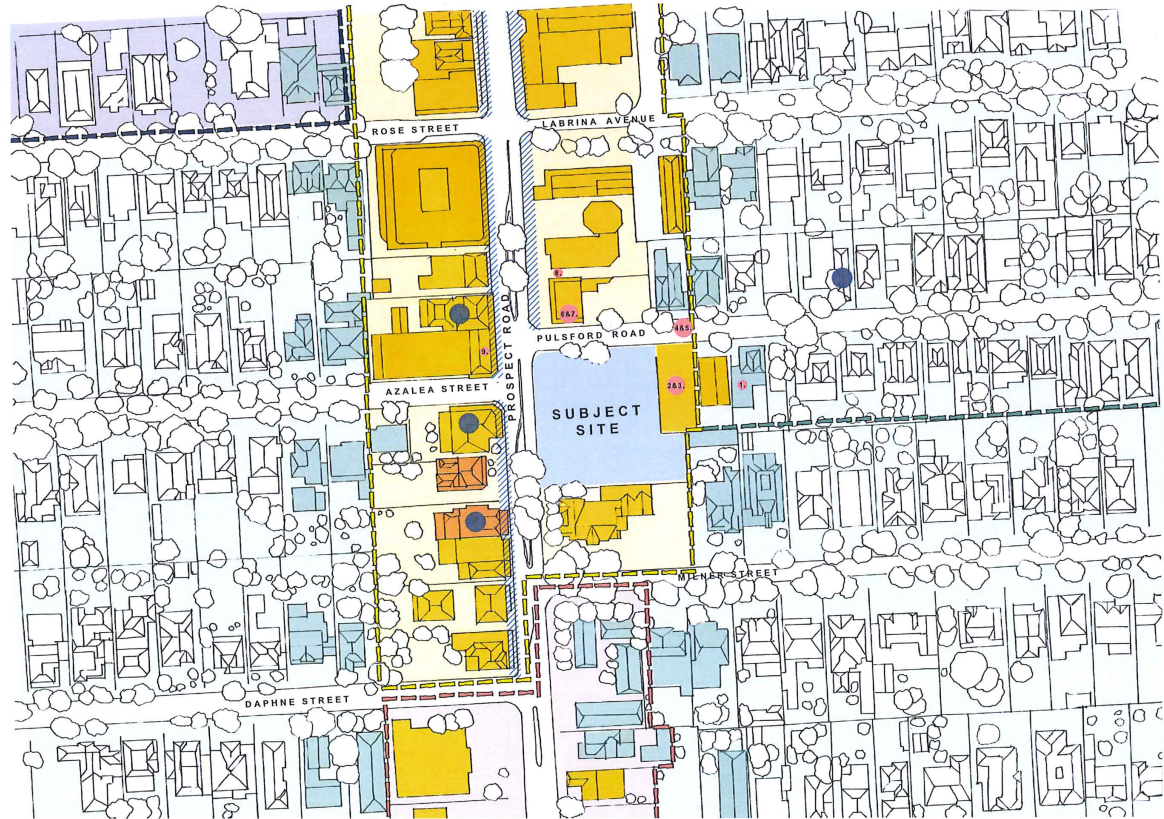 ROSE STREET
LABRINA AVENUE
8.
6&7.
4&5.
PROSPECT ROAD
PULSFORD ROAD
9.
AZALEA STREET
2&3.
1.
SUBJECT
SITE
MILNER STREET
DAPHNE STREET